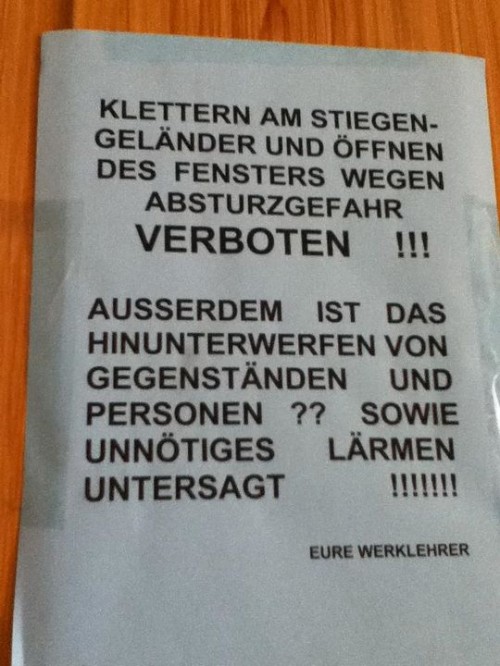 KLETTERN AM STIEGEN-
GELÄNDER UND ÖFFNEN
DES FENSTERS WEGEN
ABSTURZGEFAHR
VERBOTEN !!!
AUSSERDEM IST DAS
HINUNTERWERFEN VON
GEGENSTÄNDEN UND
PERSONEN ?? SOWIE
UNNÖTIGES LÄRMEN
UNTERSAGT !!!!!!!
EURE WERKLEHRER